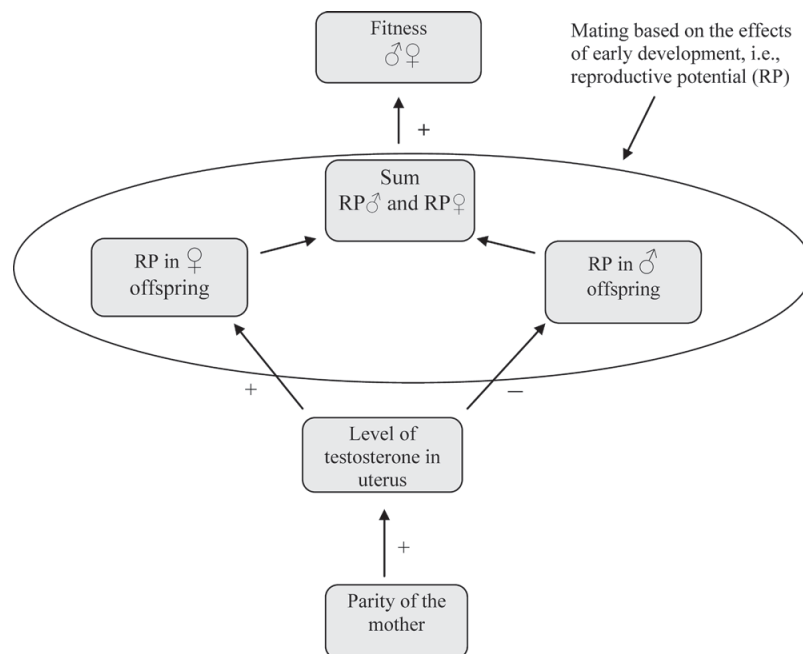 Fitness
♂♀
Mating based on the effects
of early development, i.e.,
reproductive potential (RP)
+
Sum
RP♂ and RP♀
RP in ♀
offspring
RP in ♂
offspring
+
–
Level of
testosterone in
uterus
+
Parity of the
mother